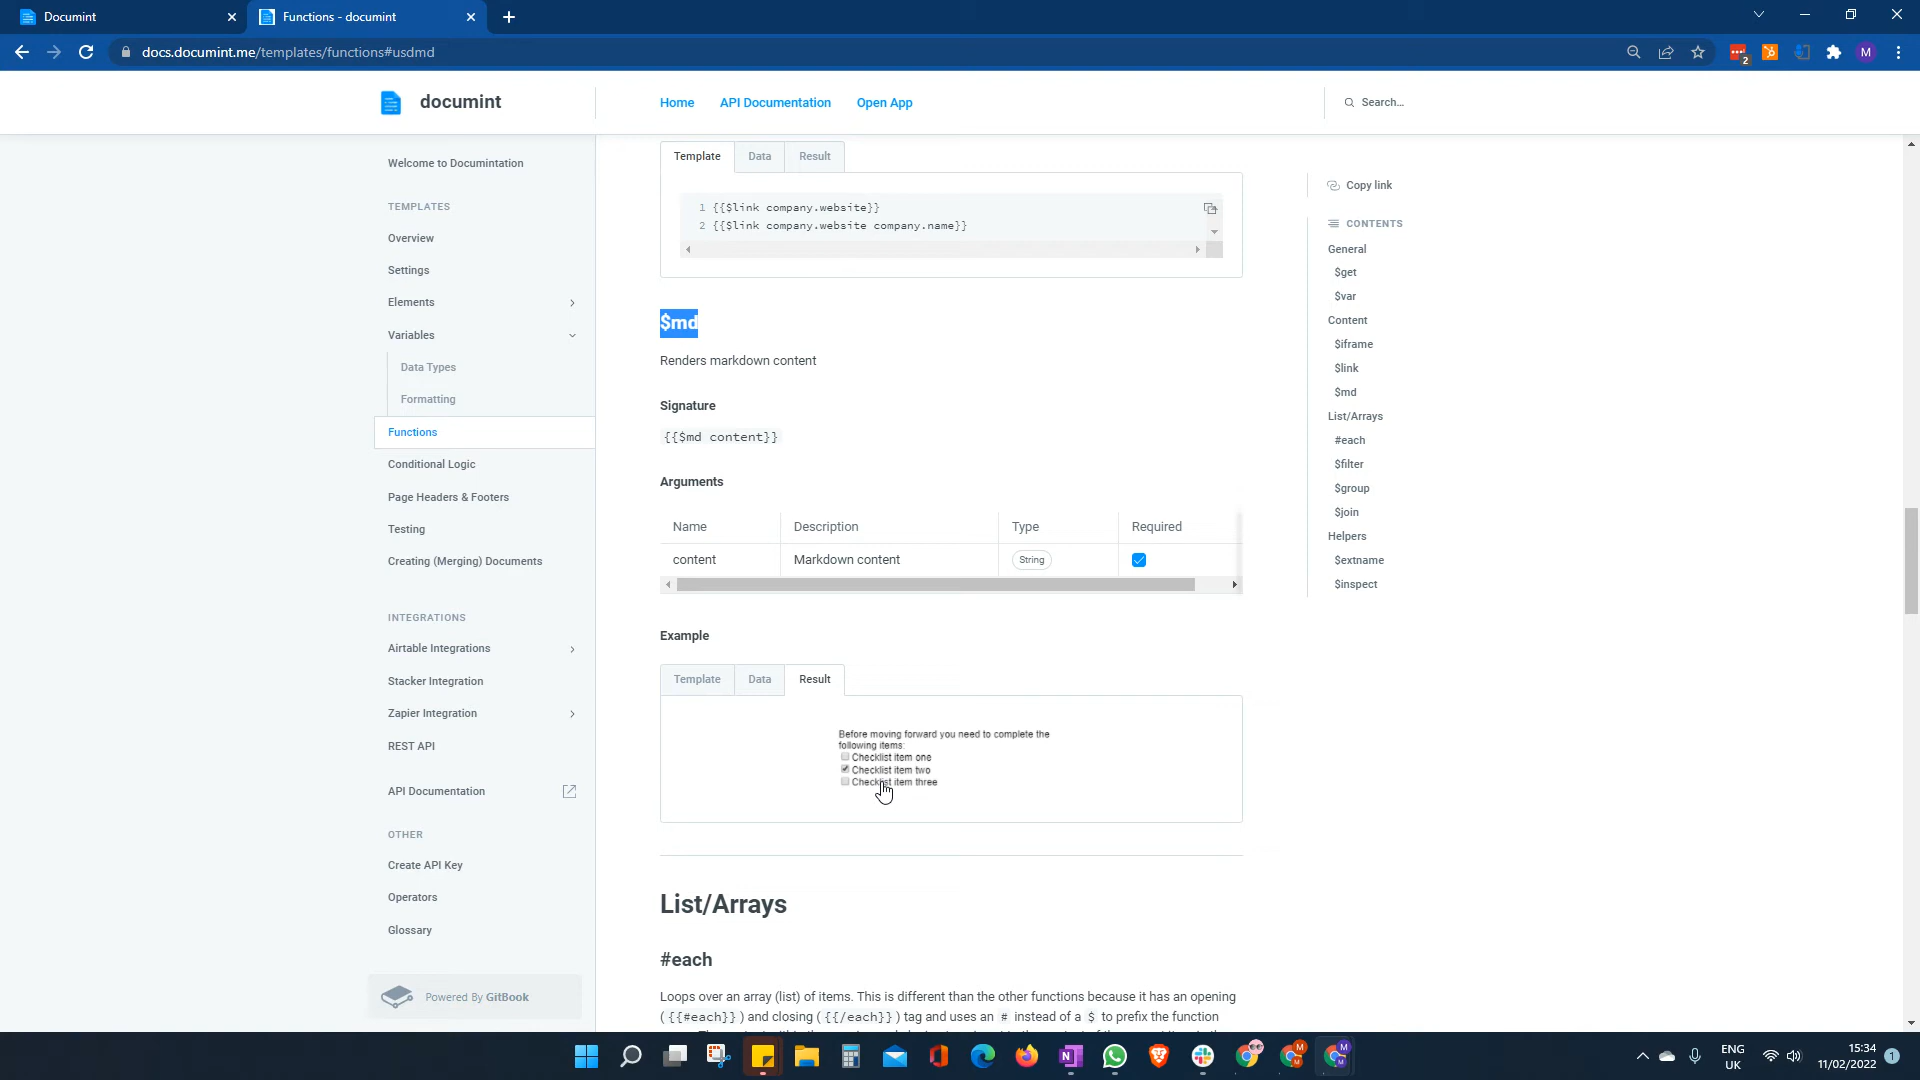 Documint
Functions - documint
docs.documint.me/templates/functions#usdmd
2
M
documint
Home
API Documentation
Open App
Search...
Welcome to Documintation
TEMPLATES
Overview
Settings
Elements
Variables
Data Types
Formatting
Functions
Conditional Logic
Page Headers & Footers
Testing
Creating (Merging) Documents
INTEGRATIONS
Airtable Integrations
Stacker Integration
Zapier Integration
REST API
API Documentation
OTHER
Create API Key
Operators
Glossary
Powered By GitBook
Template Data Result
1 {{$link company.website}}
2 {{$link company.website company.name}}
$md
Renders markdown content
Signature
{{$md content}}
Arguments
Name Description Type Required
content Markdown content String
Example
Template Data Result
Before moving forward you need to complete the
following items:
Checklist item one
Checklist item two
Checklist item three
List/Arrays
#each
Loops over an array (list) of items. This is different than the other functions because it has an opening
( {{#each}} ) and closing ( {{/each}} ) tag and uses an # instead of a $ to prefix the function
Copy link
CONTENTS
General
$get
$var
Content
$iframe
$link
$md
List/Arrays
#each
$filter
$group
$join
Helpers
$extname
$inspect
ENG
UK
15:34
11/02/2022
1